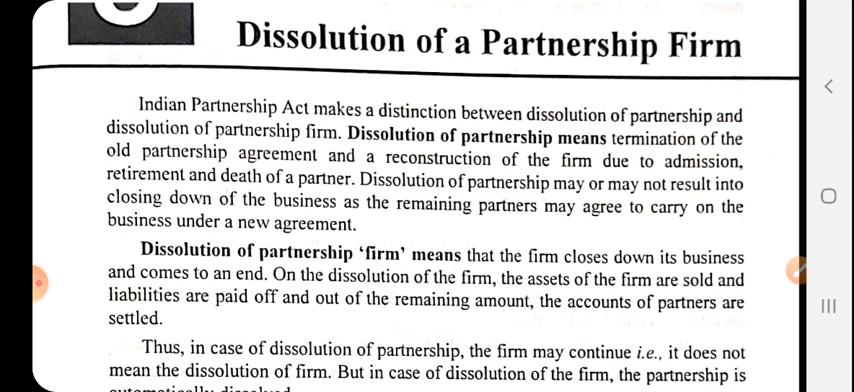 Dissolution of a Partnership Firm
Indian Partnership Act makes a distinction between dissolution of partnership and
dissolution of partnership firm. Dissolution of partnership means termination of the
old partnership agreement and a reconstruction of the firm due to admission,
retirement and death of a partner. Dissolution of partnership may or may not result into
closing down of the business as the remaining partners may agree to carry on the
business under a new agreement.
Dissolution of partnership ‘firm’ means that the firm closes down its business
and comes to an end. On the dissolution of the firm, the assets of the firm are sold and
liabilities are paid off and out of the remaining amount, the accounts of partners are
settled.
Thus, in case of dissolution of partnership, the firm may continue i.e., it does not
mean the dissolution of firm. But in case of dissolution of the firm, the partnership is